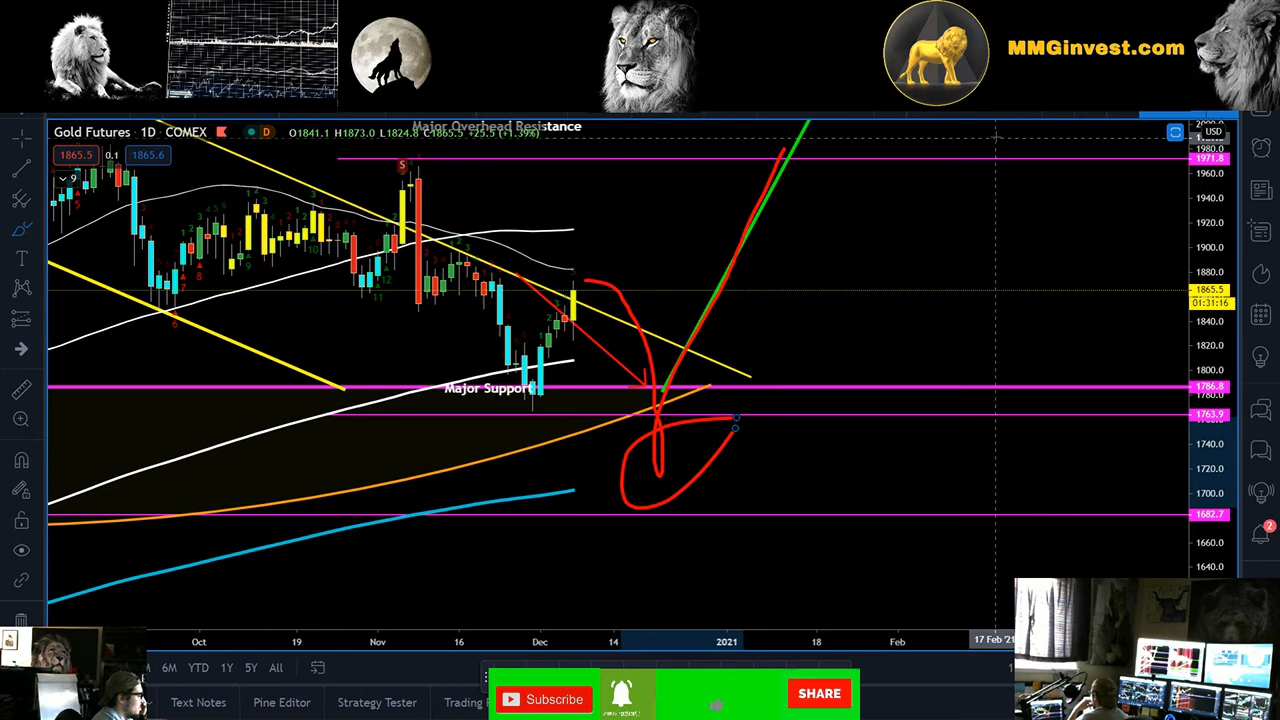 MMGinvest.com
Gold Futures · 1D · COMEX D O1841.1 H1873.0 L1824.8 C1865.5 +25.5 (+1.39%)
Major Overhead Resistance
1865.5 0.1 1865.6
9
USD
2000.0
1980.0
1971.8
1960.0
1940.0
1920.0
1900.0
1880.0
1865.5
01:31:16
1840.0
1820.0
1800.0
1786.8
1780.0
1763.9
1740.0
1720.0
1700.0
1682.7
1660.0
1640.0
S
Major Support
Oct 19 Nov 16 Dec 14 2021 18 Feb 17 Feb '21
6M YTD 1Y 5Y All
Text Notes Pine Editor Strategy Tester Trading
Subscribe SHARE
2